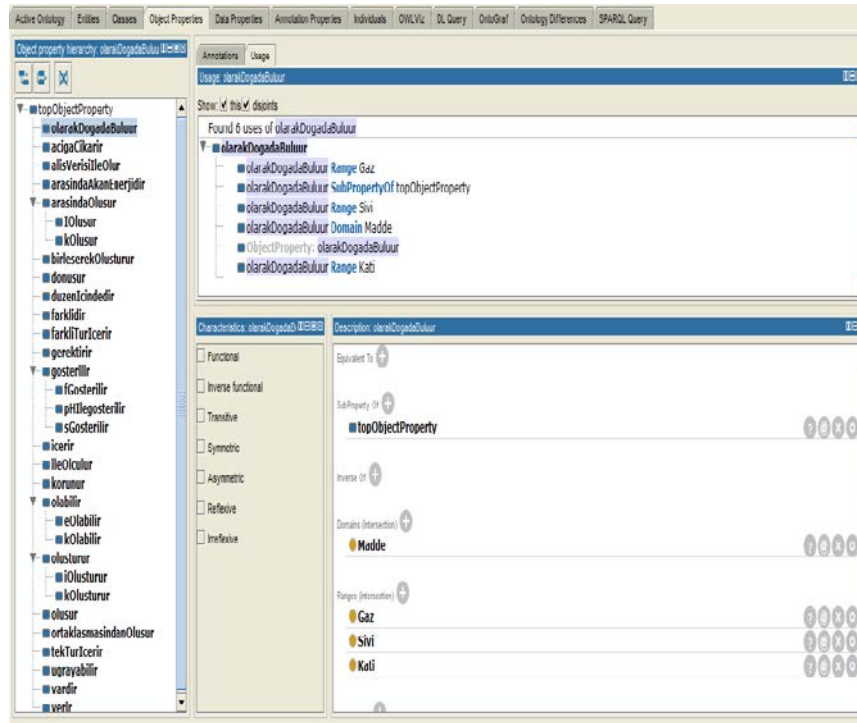 Active Ontology Entities Classes Object Properties Data Properties Annotation Properties Individuals OWLViz DL Query OntoGraf Ontology Differences SPARQL Query
Object property hierarchy: olarakDogadaBuluu
topObjectProperty
olarakDogadaBuluur
acigaCikarir
alisVerisiIleOlur
arasindaAkanEnerjidir
arasindaOlusur
IOlusur
kOlusur
birleserekOlusturur
donusur
duzenIcindedir
farklidir
farkliTurIcerir
gerektirir
gosterilir
fGosterilir
pHIlegosterilir
sGosterilir
icerir
IleOlculur
korunur
olabilir
eOlabilir
kOlabilir
olusturur
iOlusturur
kOlusturur
olusur
ortaklasmasindanOlusur
tekTurIcerir
ugrayabilir
vardir
verir
Annotations Usage
Usage: olarakDogadaBuluur
Show: this disjoints
Found 6 uses of olarakDogadaBuluur
olarakDogadaBuluur
olarakDogadaBuluur Range Gaz
olarakDogadaBuluur SubPropertyOf topObjectProperty
olarakDogadaBuluur Range Sivi
olarakDogadaBuluur Domain Madde
ObjectProperty: olarakDogadaBuluur
olarakDogadaBuluur Range Kati
Characteristics: olarakDogadaBu
Functional
Inverse functional
Transitive
Symmetric
Asymmetric
Reflexive
Irreflexive
Description: olarakDogadaBuluur
Equivalent To
SubProperty Of
topObjectProperty
Inverse Of
Domains (intersection)
Madde
Ranges (intersection)
Gaz
Sivi
Kati